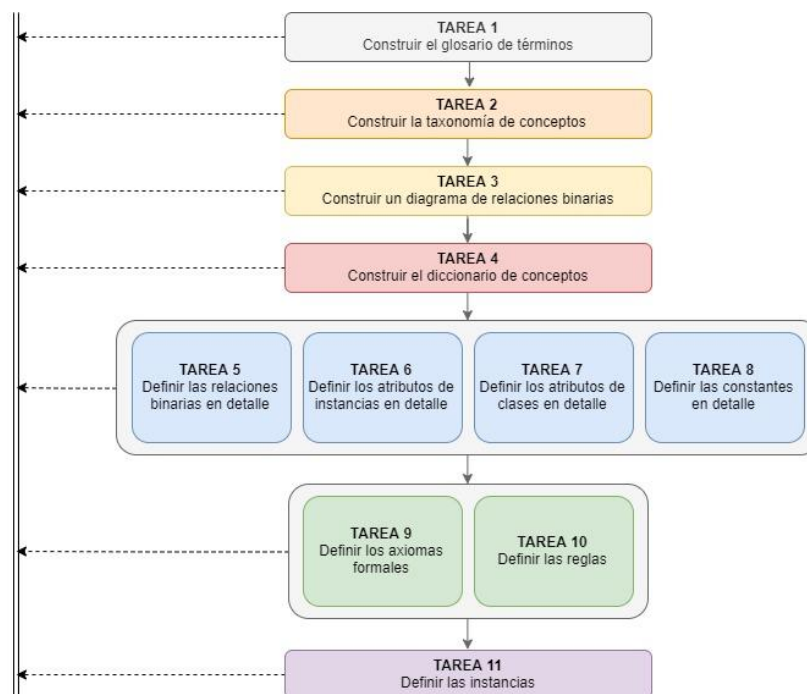 TAREA 1
Construir el glosario de términos
TAREA 2
Construir la taxonomía de conceptos
TAREA 3
Construir un diagrama de relaciones binarias
TAREA 4
Construir el diccionario de conceptos
TAREA 5
Definir las relaciones
binarias en detalle
TAREA 6
Definir los atributos de
instancias en detalle
TAREA 7
Definir los atributos de
clases en detalle
TAREA 8
Definir las constantes
en detalle
TAREA 9
Definir los axiomas
formales
TAREA 10
Definir las reglas
TAREA 11
Definir las instancias